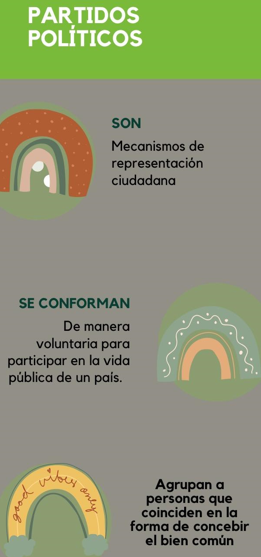 PARTIDOS
POLÍTICOS
SON
Mecanismos de
representación
ciudadana
SE CONFORMAN
De manera
voluntaria para
participar en la vida
pública de un país.
good vibes only
Agrupan a
personas que
coinciden en la
forma de concebir
el bien común